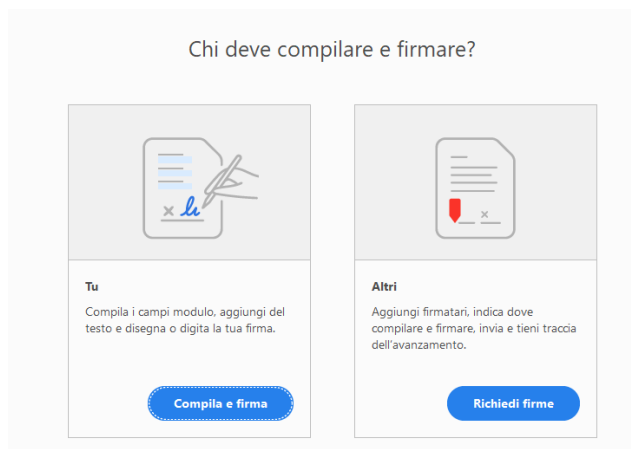 Chi deve compilare e firmare?
Tu
Compila i campi modulo, aggiungi del
testo e disegna o digita la tua firma.
Compila e firma
Altri
Aggiungi firmatari, indica dove
compilare e firmare, invia e tieni traccia
dell'avanzamento.
Richiedi firme